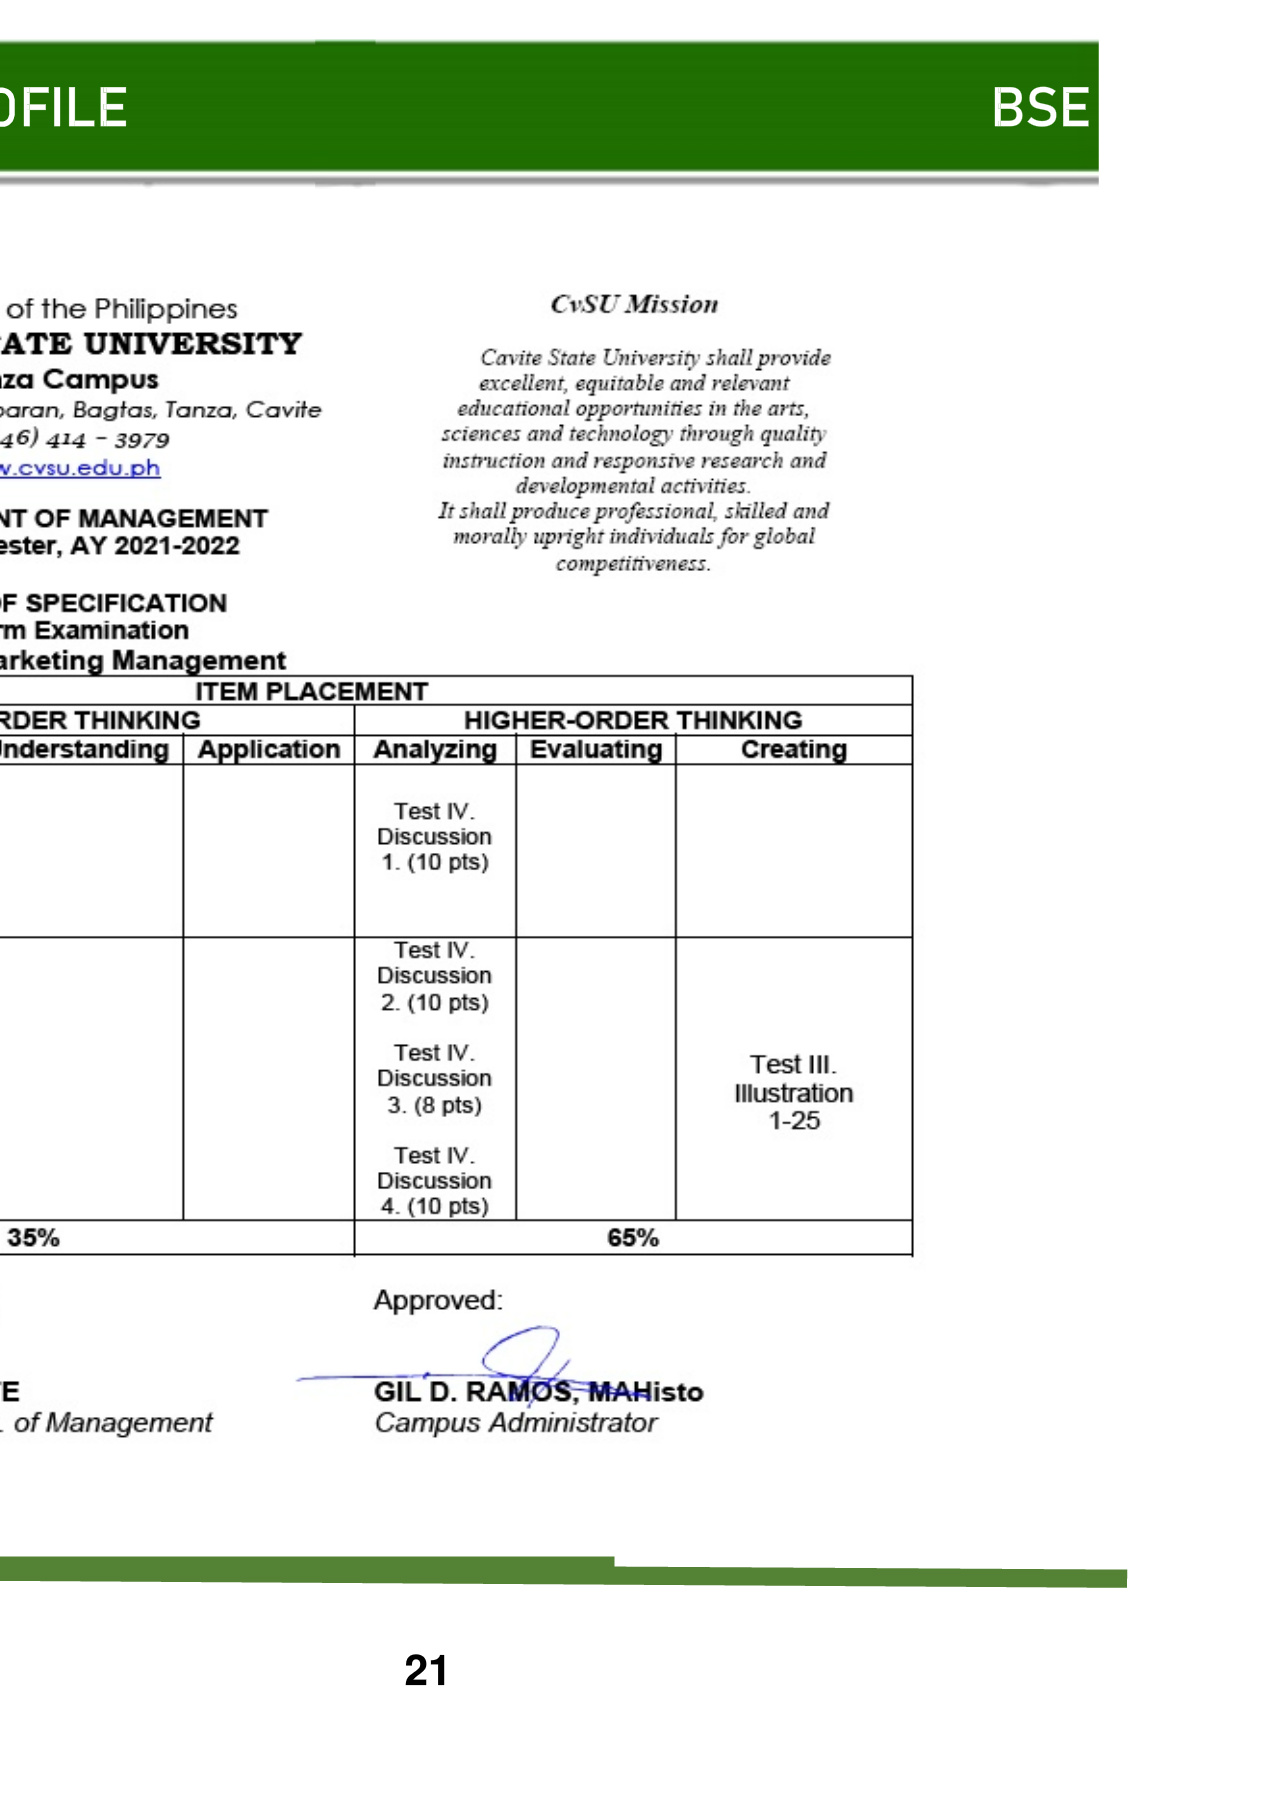 OFILE BSE
of the Philippines
ATE UNIVERSITY
nza Campus
paran, Bagtas, Tanza, Cavite
46) 414 – 3979
w.cvsu.edu.ph
NT OF MANAGEMENT
ester, AY 2021-2022
CvSU Mission
Cavite State University shall provide
excellent, equitable and relevant
educational opportunities in the arts,
sciences and technology through quality
instruction and responsive research and
developmental activities.
It shall produce professional, skilled and
morally upright individuals for global
competitiveness.
OF SPECIFICATION
rm Examination
arketing Management
ITEM PLACEMENT
RDER THINKING HIGHER-ORDER THINKING
Understanding Application Analyzing Evaluating Creating
Test IV.
Discussion
1. (10 pts)
Test IV.
Discussion
2. (10 pts)
Test IV.
Discussion
3. (8 pts)
Test IV.
Discussion
4. (10 pts)
Test III.
Illustration
1-25
35% 65%
Approved:
TE
. of Management
GIL D. RAMOS, MAHisto
Campus Administrator
21